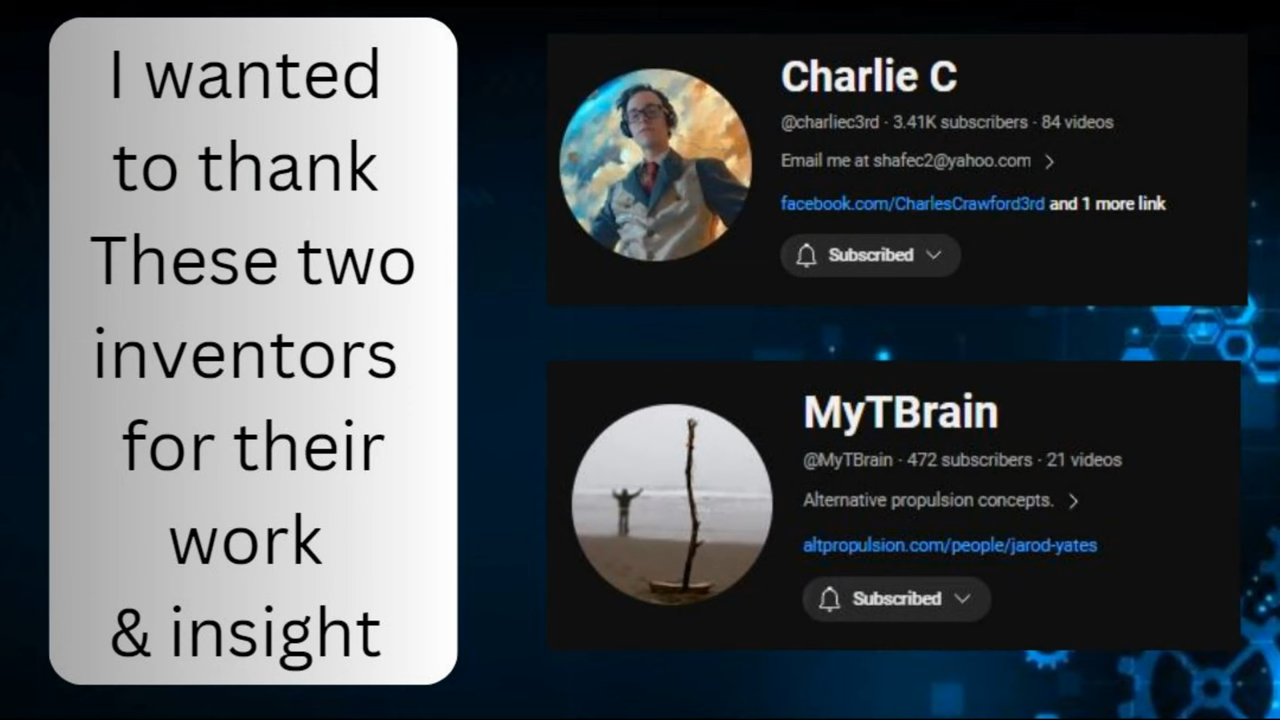 I wanted
to thank
These two
inventors
for their
work
& insight
Charlie C
@charliec3rd · 3.41K subscribers · 84 videos
Email me at shafec2@yahoo.com
facebook.com/CharlesCrawford3rd and 1 more link
Subscribed
MyTBrain
@MyTBrain · 472 subscribers · 21 videos
Alternative propulsion concepts.
altpropulsion.com/people/jarod-yates
Subscribed